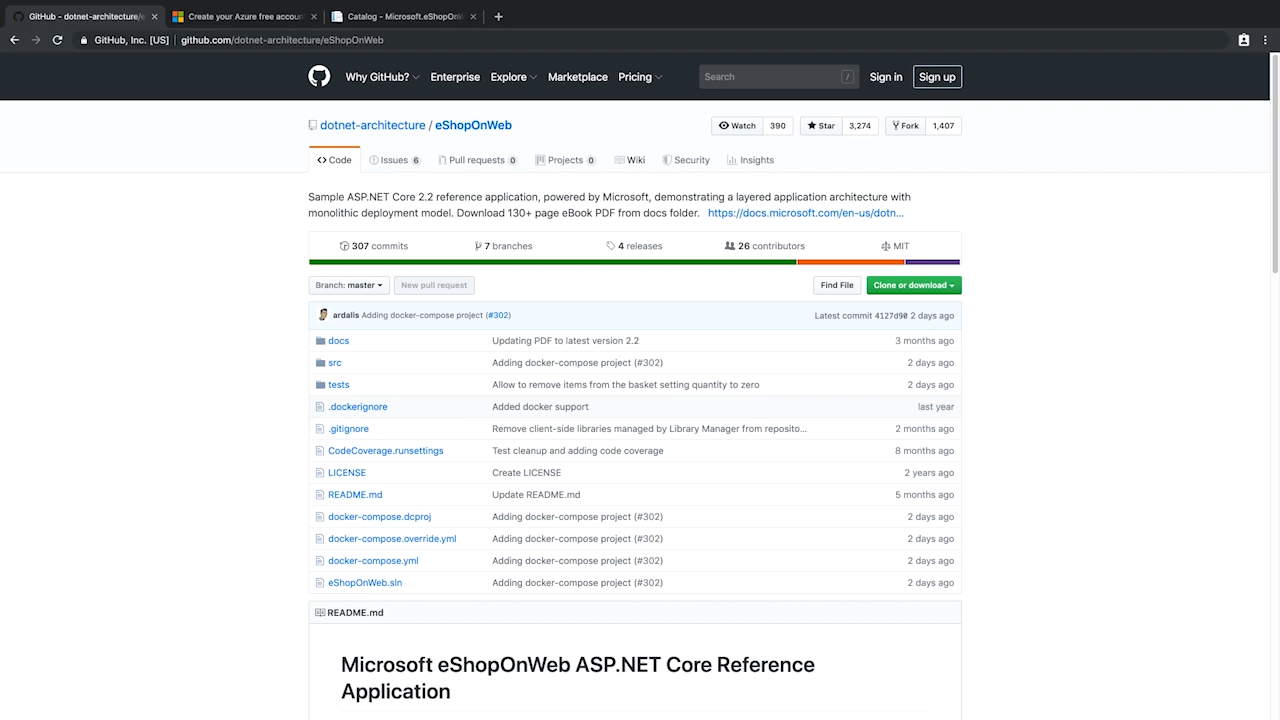 GitHub - dotnet-architecture/e
Create your Azure free accoun
Catalog - Microsoft.eShopOnW
GitHub, Inc. [US] | github.com/dotnet-architecture/eShopOnWeb
Why GitHub? Enterprise Explore Marketplace Pricing Search / Sign in Sign up
dotnet-architecture / eShopOnWeb Watch 390 Star 3,274 Fork 1,407
Code Issues 6 Pull requests 0 Projects 0 Wiki Security Insights
Sample ASP.NET Core 2.2 reference application, powered by Microsoft, demonstrating a layered application architecture with
monolithic deployment model. Download 130+ page eBook PDF from docs folder. https://docs.microsoft.com/en-us/dotn...
307 commits 7 branches 4 releases 26 contributors MIT
Branch: master New pull request Find File Clone or download
ardalis Adding docker-compose project (#302) Latest commit 4127d90 2 days ago
docs Updating PDF to latest version 2.2 3 months ago
src Adding docker-compose project (#302) 2 days ago
tests Allow to remove items from the basket setting quantity to zero 2 days ago
.dockerignore Added docker support last year
.gitignore Remove client-side libraries managed by Library Manager from reposito... 2 months ago
CodeCoverage.runsettings Test cleanup and adding code coverage 8 months ago
LICENSE Create LICENSE 2 years ago
README.md Update README.md 5 months ago
docker-compose.dcproj Adding docker-compose project (#302) 2 days ago
docker-compose.override.yml Adding docker-compose project (#302) 2 days ago
docker-compose.yml Adding docker-compose project (#302) 2 days ago
eShopOnWeb.sln Adding docker-compose project (#302) 2 days ago
README.md
Microsoft eShopOnWeb ASP.NET Core Reference
Application